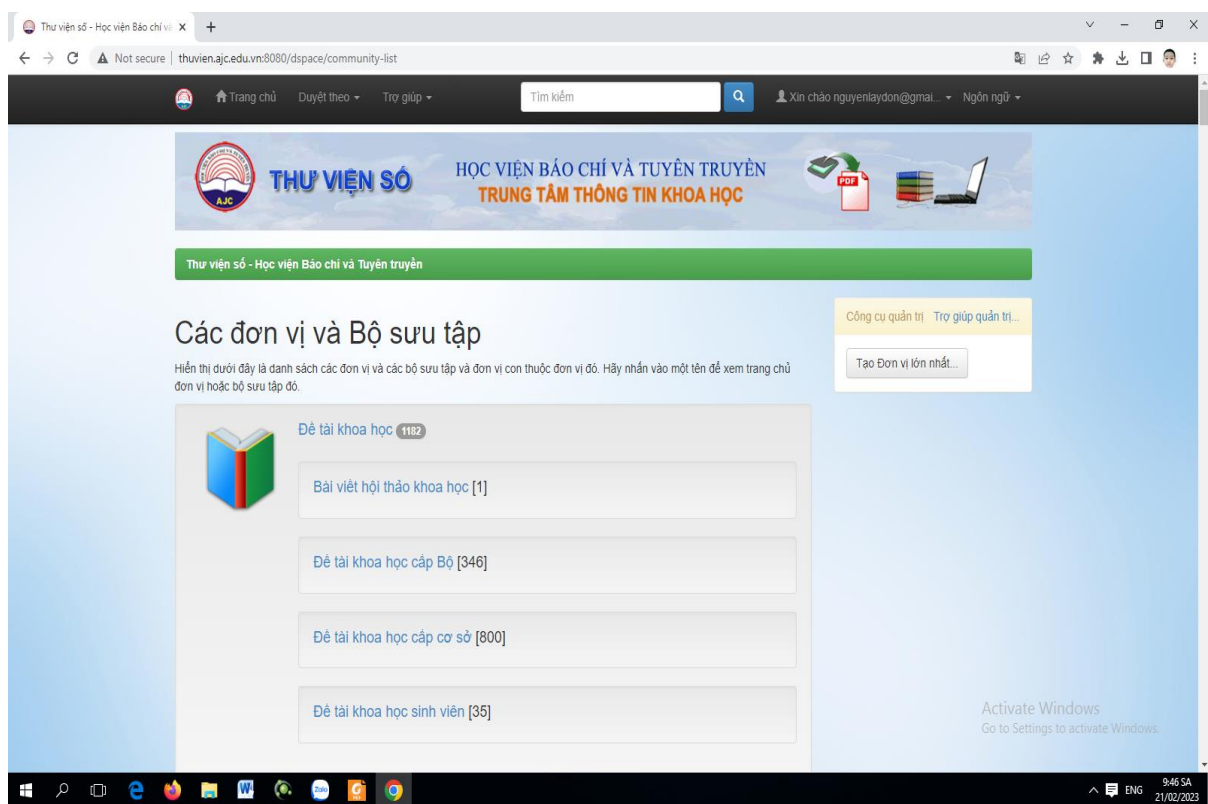 Thư viện số - Học viện Báo chí và
Not secure | thuvien.ajc.edu.vn:8080/dspace/community-list
Trang chủ Duyệt theo Trợ giúp Tìm kiếm Xin chào nguyenlaydon@gmai... Ngôn ngữ
AJC
THƯ VIỆN SỐ
HỌC VIỆN BÁO CHÍ VÀ TUYÊN TRUYỀN
TRUNG TÂM THÔNG TIN KHOA HỌC
PDF
Thư viện số - Học viện Báo chí và Tuyên truyền
Các đơn vị và Bộ sưu tập
Hiển thị dưới đây là danh sách các đơn vị và các bộ sưu tập và đơn vị con thuộc đơn vị đó. Hãy nhấn vào một tên để xem trang chủ
đơn vị hoặc bộ sưu tập đó.
Công cụ quản trị Trợ giúp quản trị...
Tạo Đơn vị lớn nhất...
Đề tài khoa học 1182
Bài viết hội thảo khoa học [1]
Đề tài khoa học cấp Bộ [346]
Đề tài khoa học cấp cơ sở [800]
Đề tài khoa học sinh viên [35]
Activate Windows
Go to Settings to activate Windows.
Zalo
ENG
9:46 SA
21/02/2023